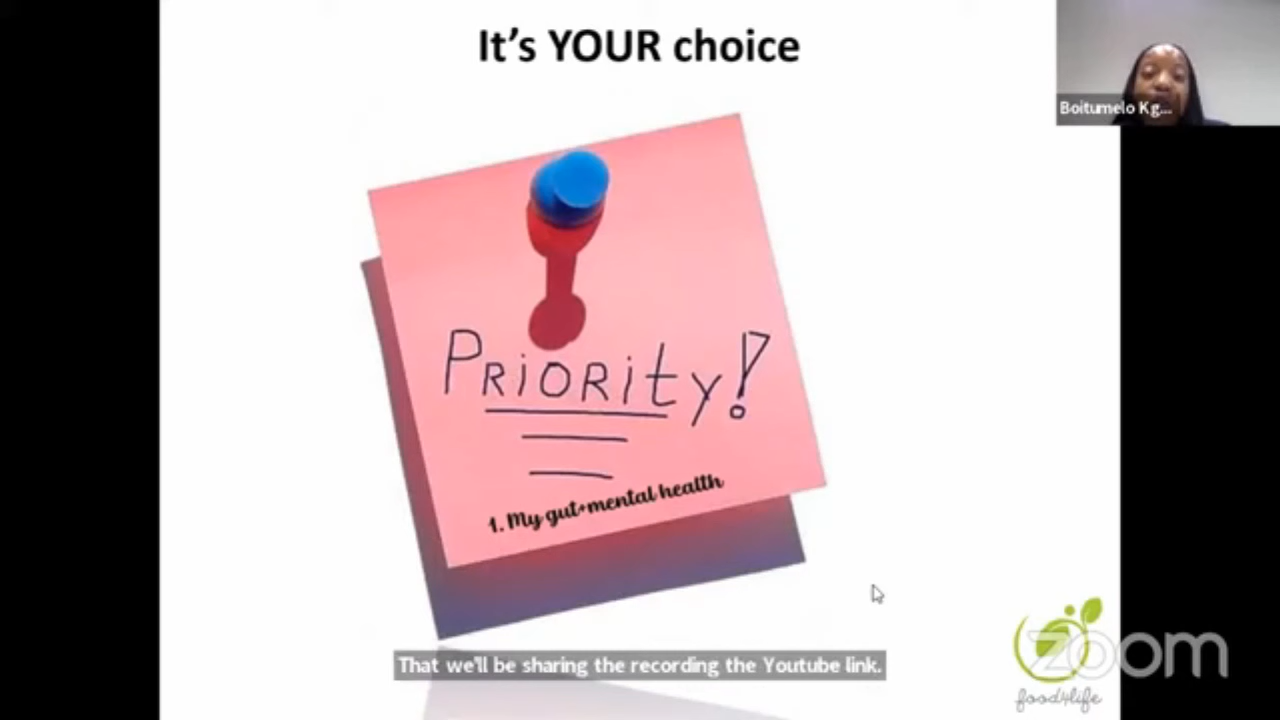 It's YOUR choice
Boitumelo Kg...
PRiORity!
1. My gut+mental health
That we'll be sharing the recording the Youtube link.
zoom
food4life